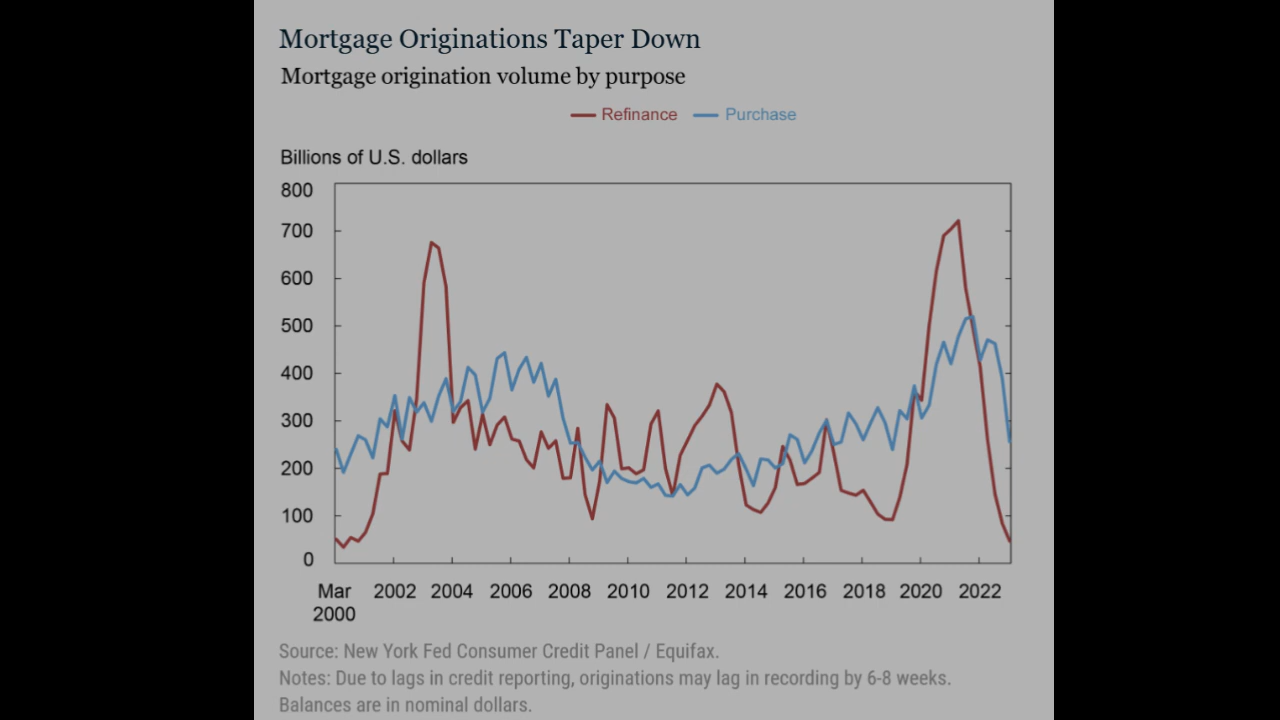 Mortgage Originations Taper Down
Mortgage origination volume by purpose
Refinance Purchase
Billions of U.S. dollars
800
700
600
500
400
300
200
100
0
Mar 2002 2004 2006 2008 2010 2012 2014 2016 2018 2020 2022
2000
Source: New York Fed Consumer Credit Panel / Equifax.
Notes: Due to lags in credit reporting, originations may lag in recording by 6-8 weeks.
Balances are in nominal dollars.